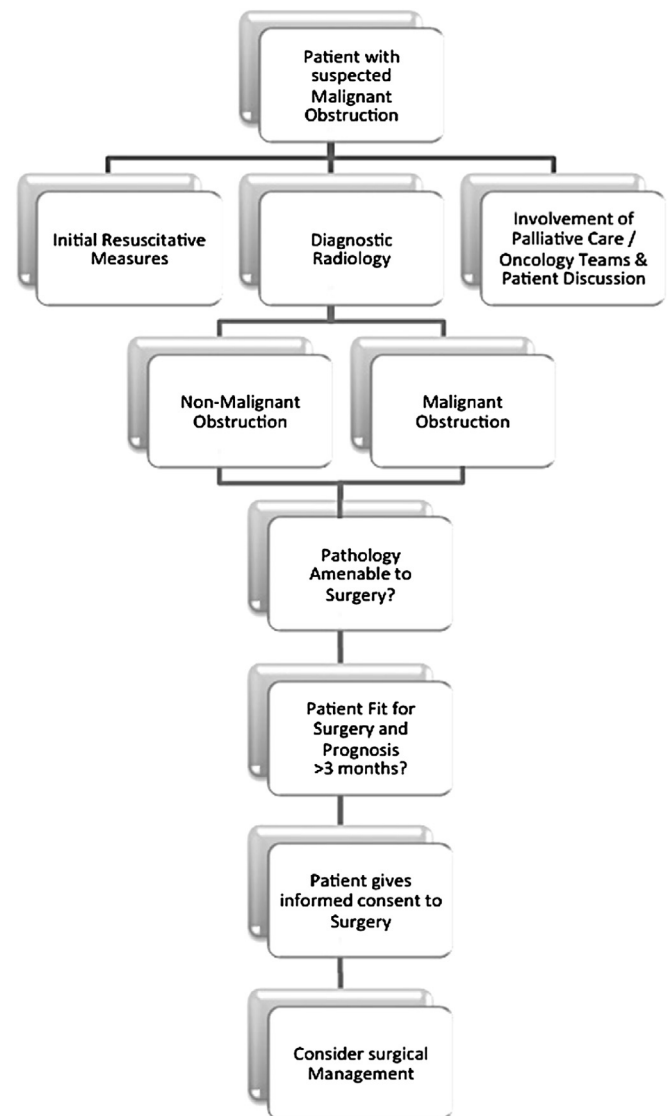 Patient with
suspected
Malignant
Obstruction
Initial Resuscitative
Measures
Diagnostic
Radiology
Involvement of
Palliative Care /
Oncology Teams &
Patient Discussion
Non-Malignant
Obstruction
Malignant
Obstruction
Pathology
Amenable to
Surgery?
Patient Fit for
Surgery and
Prognosis
>3 months?
Patient gives
informed consent to
Surgery
Consider surgical
Management